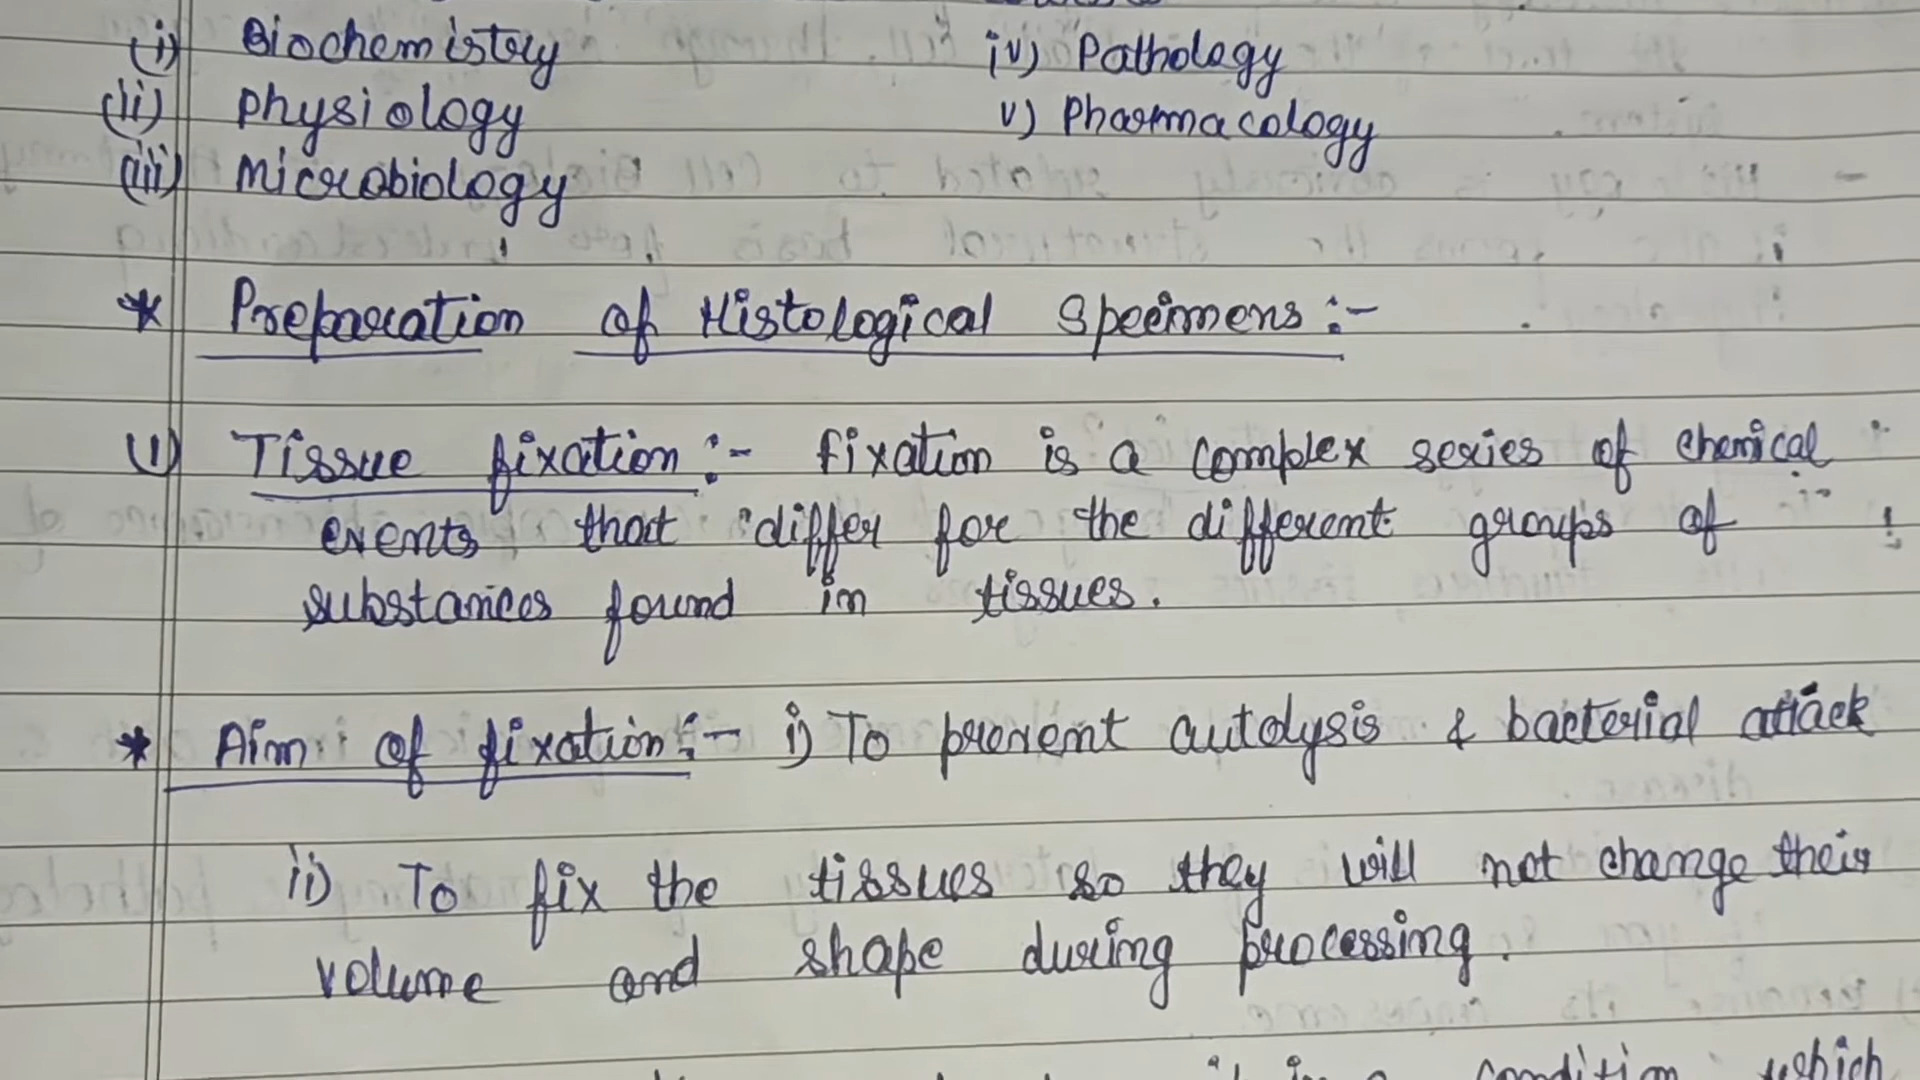 (i) Biochemistry iv) Pathology
(ii) Physiology v) Pharmacology
(iii) Microbiology
* Preparation of Histological Specimens :-
(1) Tissue fixation :- fixation is a complex series of chemical
events that differ for the different groups of
substances found in tissues.
* Aim of fixation :- i) To prevent autolysis & bacterial attack
ii) To fix the tissues so they will not change their
volume and shape during processing.
condition which